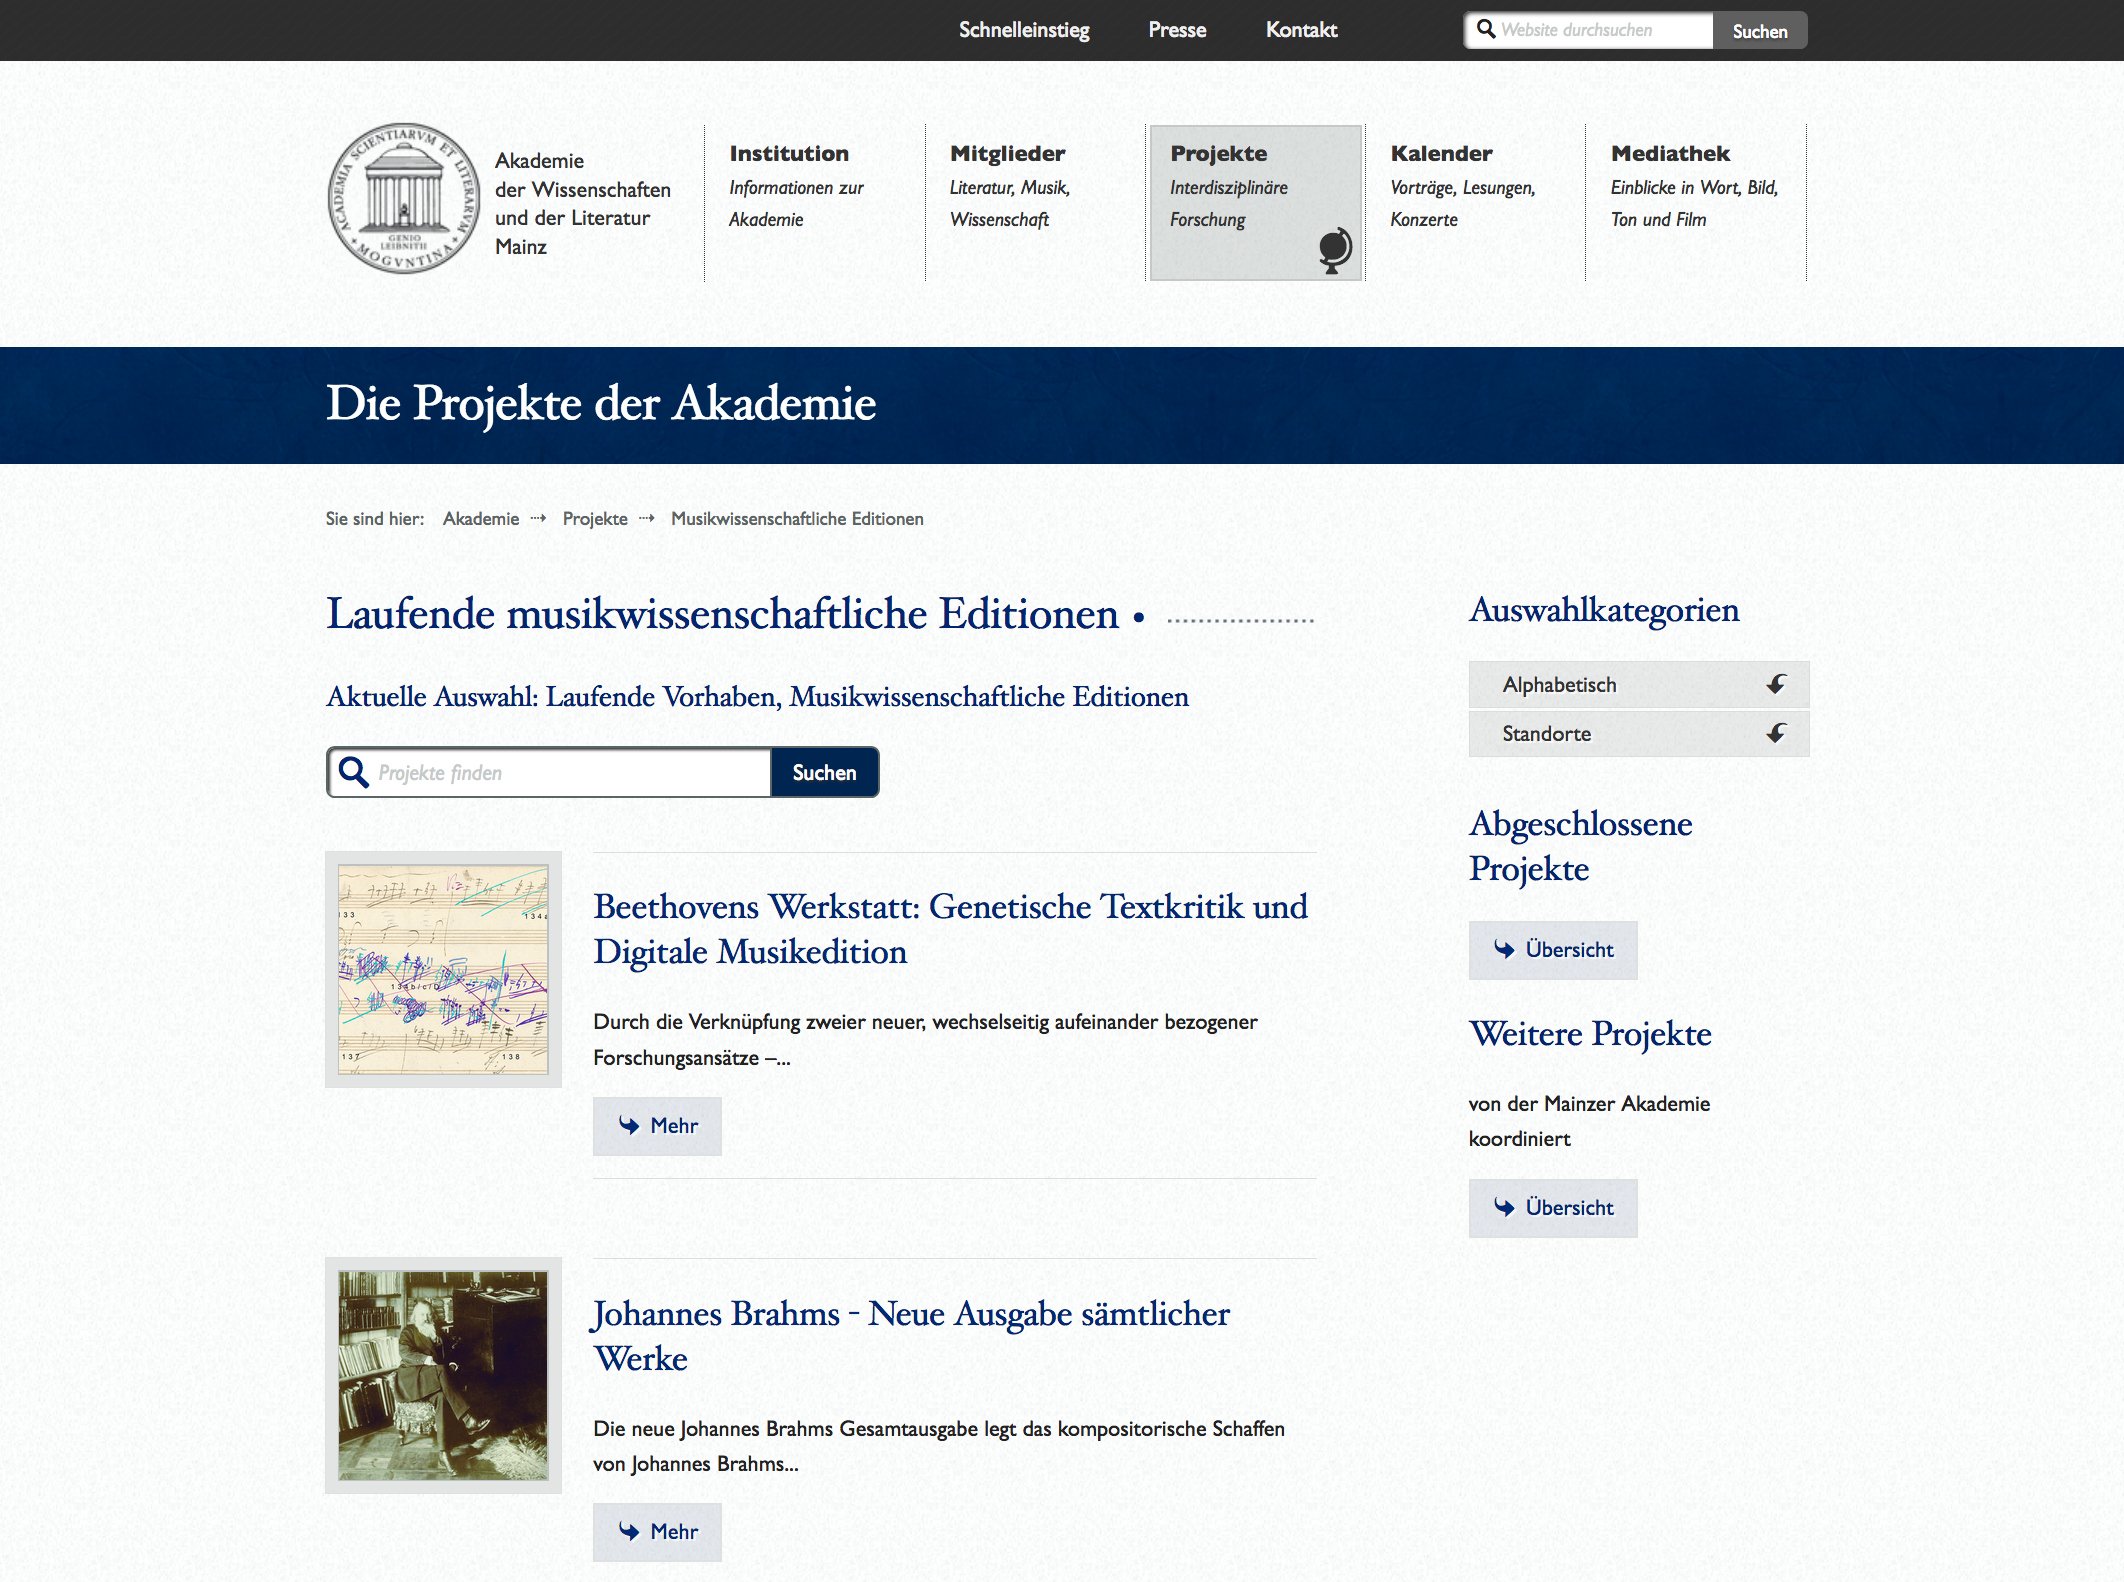 Schnelleinstieg
Presse
Kontakt
Website durchsuchen
Suchen
ACADEMIA SCIENTIARVM ET LITERARVM
MOGVNTINA
GENIO
LEIBNITII
Akademie
der Wissenschaften
und der Literatur
Mainz
Institution
Informationen zur
Akademie
Mitglieder
Literatur, Musik,
Wissenschaft
Projekte
Interdisziplinäre
Forschung
Kalender
Vorträge, Lesungen,
Konzerte
Mediathek
Einblicke in Wort, Bild,
Ton und Film
Die Projekte der Akademie
Sie sind hier: Akademie ⇢ Projekte ⇢ Musikwissenschaftliche Editionen
Laufende musikwissenschaftliche Editionen •
Aktuelle Auswahl: Laufende Vorhaben, Musikwissenschaftliche Editionen
Projekte finden
Suchen
133
134a
134b/c/D
137
138
Beethovens Werkstatt: Genetische Textkritik und
Digitale Musikedition
Durch die Verknüpfung zweier neuer, wechselseitig aufeinander bezogener
Forschungsansätze –...
Mehr
Johannes Brahms - Neue Ausgabe sämtlicher
Werke
Die neue Johannes Brahms Gesamtausgabe legt das kompositorische Schaffen
von Johannes Brahms...
Mehr
Auswahlkategorien
Alphabetisch
Standorte
Abgeschlossene
Projekte
Übersicht
Weitere Projekte
von der Mainzer Akademie
koordiniert
Übersicht